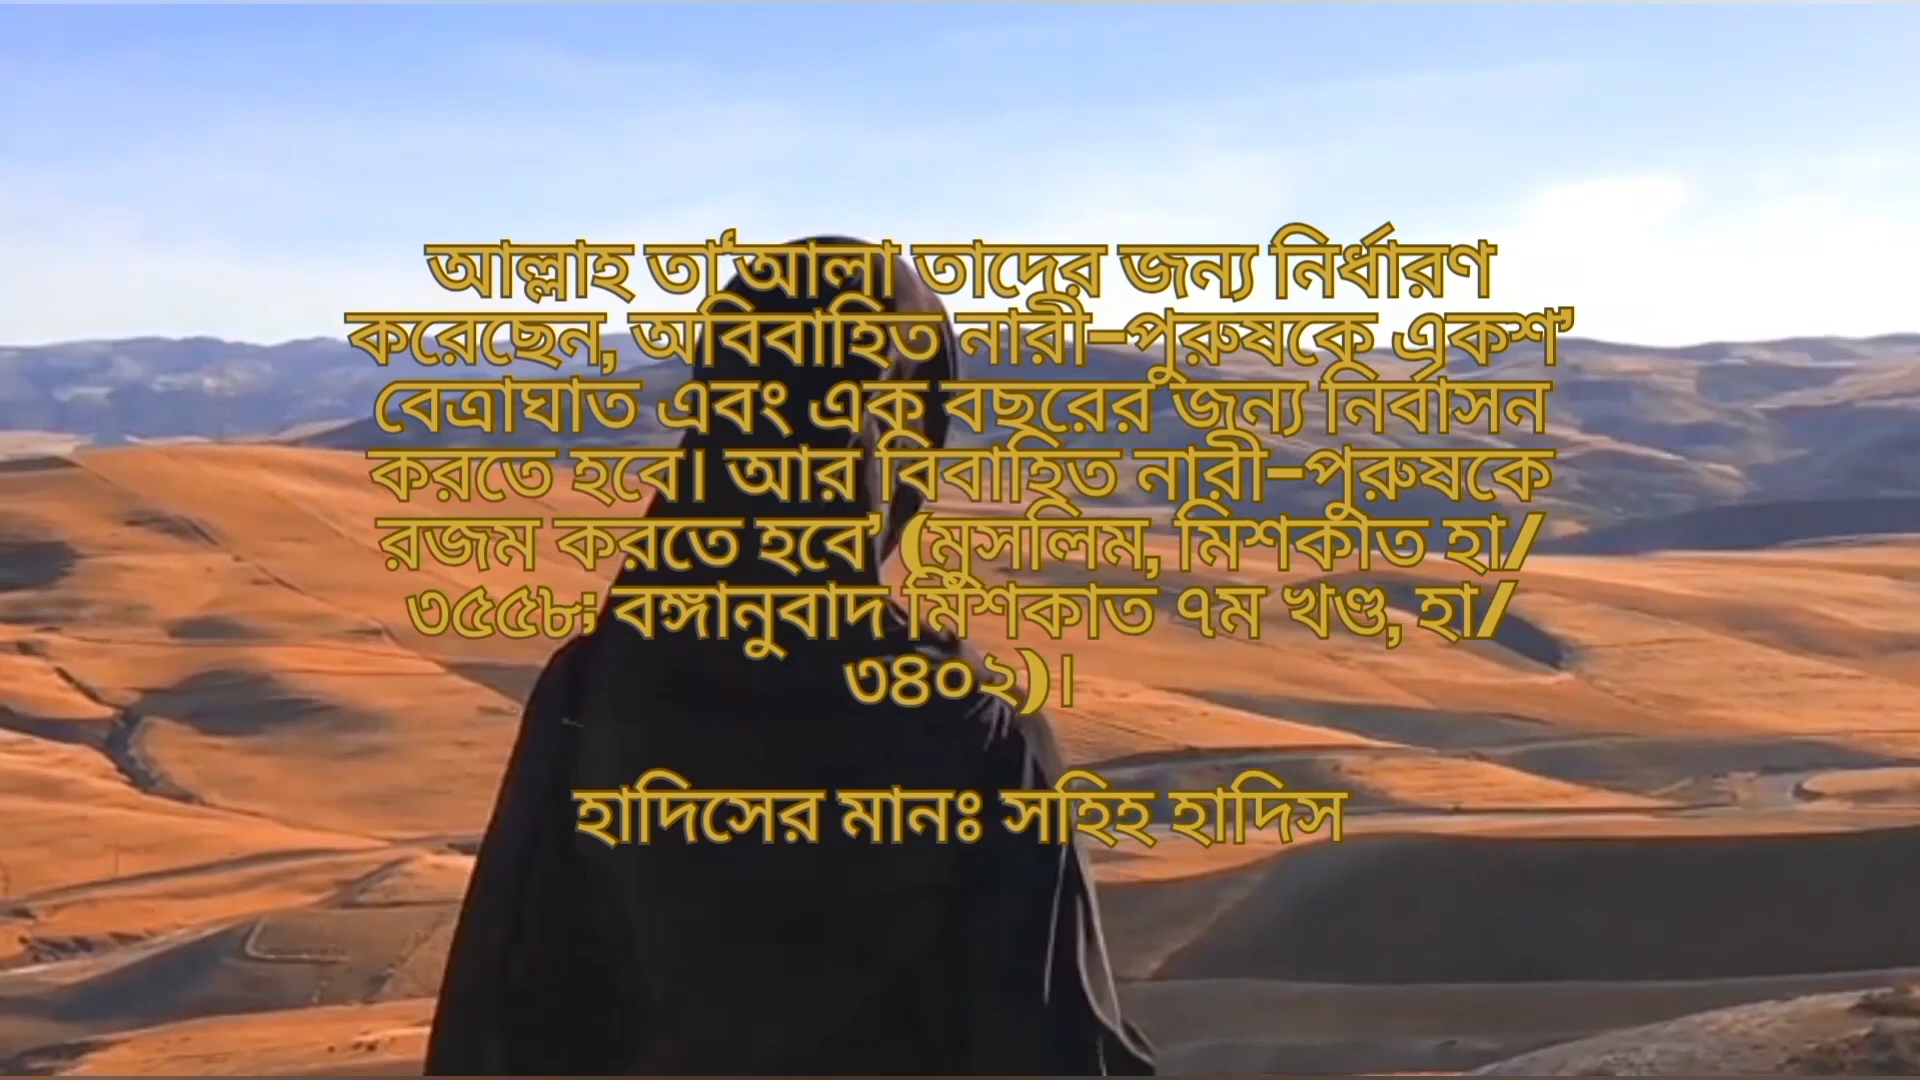 আল্লাহ তা‘আলা তাদের জন্য নির্ধারণ
করেছেন, অবিবাহিত নারী-পুরুষকে একশ’
বেত্রাঘাত এবং এক বছরের জন্য নির্বাসন
করতে হবে। আর বিবাহিত নারী-পুরুষকে
রজম করতে হবে’ (মুসলিম, মিশকাত হা/
৩৫৫৮; বঙ্গানুবাদ মিশকাত ৭ম খণ্ড, হা/
৩৪০২)।
হাদিসের মানঃ সহিহ হাদিস